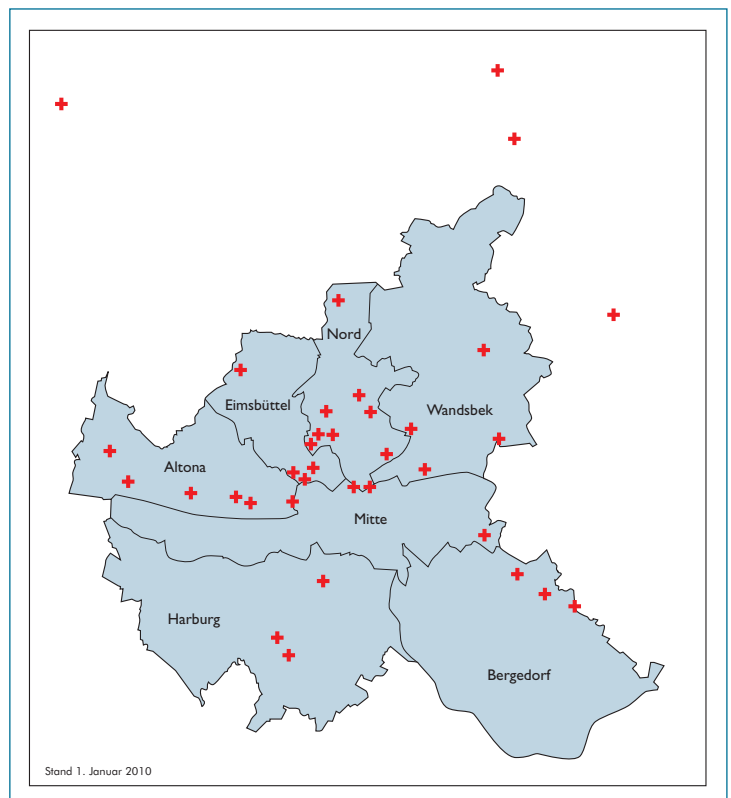 Nord
Eimsbüttel
Wandsbek
Altona
Mitte
Harburg
Bergedorf
Stand 1. Januar 2010